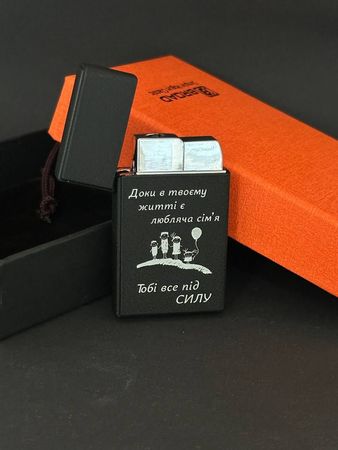 Доки в твоєму
житті є
любляча сім'я
Тобі все під
СИЛУ